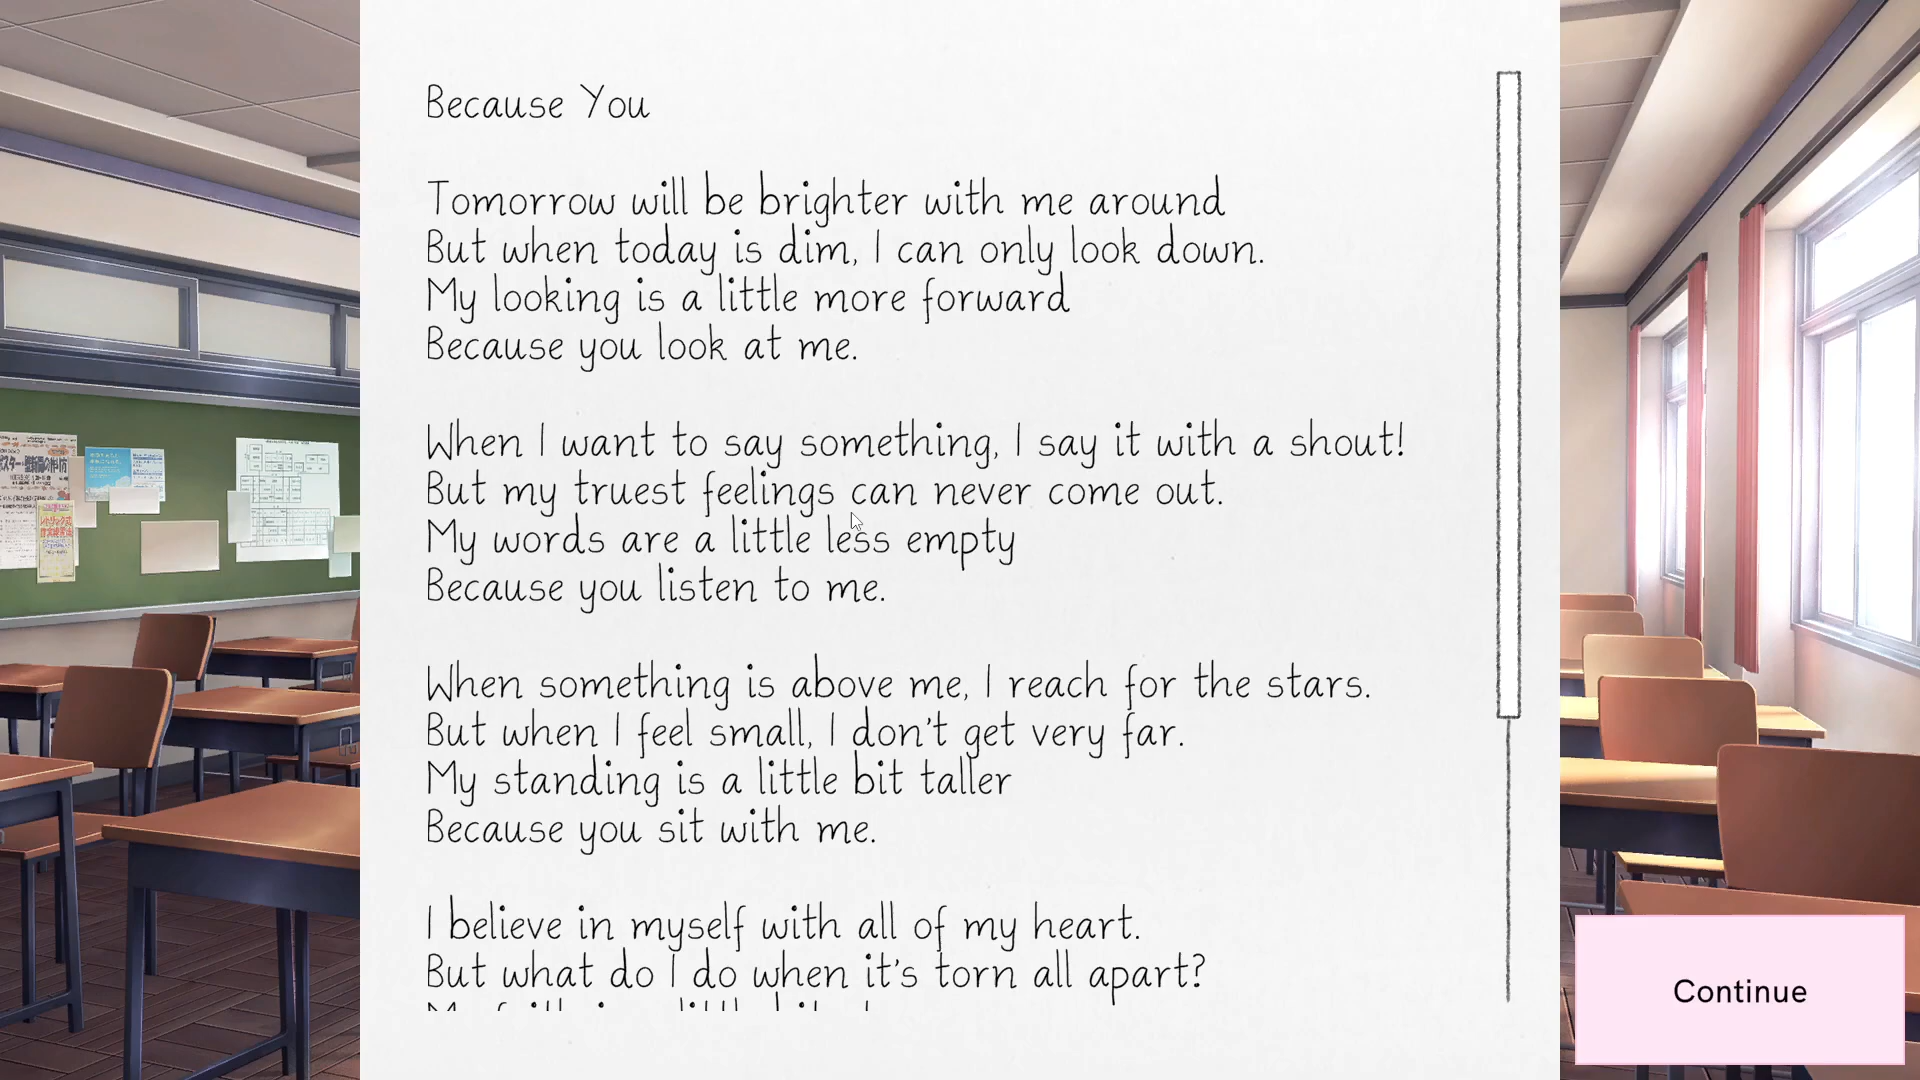 Because You
Tomorrow will be brighter with me around
But when today is dim, I can only look down.
My looking is a little more forward
Because you look at me.
When I want to say something, I say it with a shout!
But my truest feelings can never come out.
My words are a little less empty
Because you listen to me.
When something is above me, I reach for the stars.
But when I feel small, I don't get very far.
My standing is a little bit taller
Because you sit with me.
I believe in myself with all of my heart.
But what do I do when it's torn all apart?
Continue